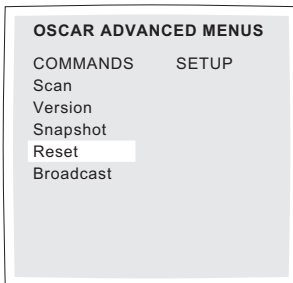 OSCAR ADVANCED MENUS
COMMANDS SETUP
Scan
Version
Snapshot
Reset
Broadcast